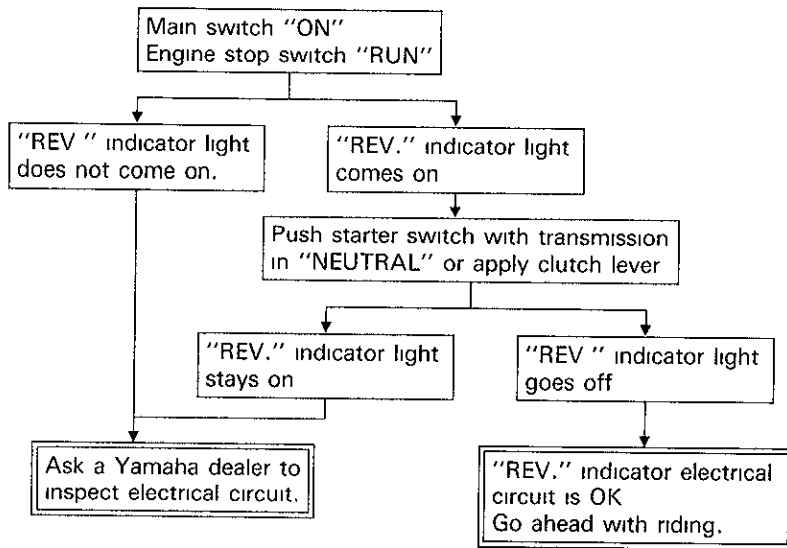 Main switch "ON"
Engine stop switch "RUN"
"REV " indicator light
does not come on.
"REV." indicator light
comes on
Push starter switch with transmission
in "NEUTRAL" or apply clutch lever
"REV." indicator light
stays on
"REV " indicator light
goes off
Ask a Yamaha dealer to
inspect electrical circuit.
"REV." indicator electrical
circuit is OK
Go ahead with riding.